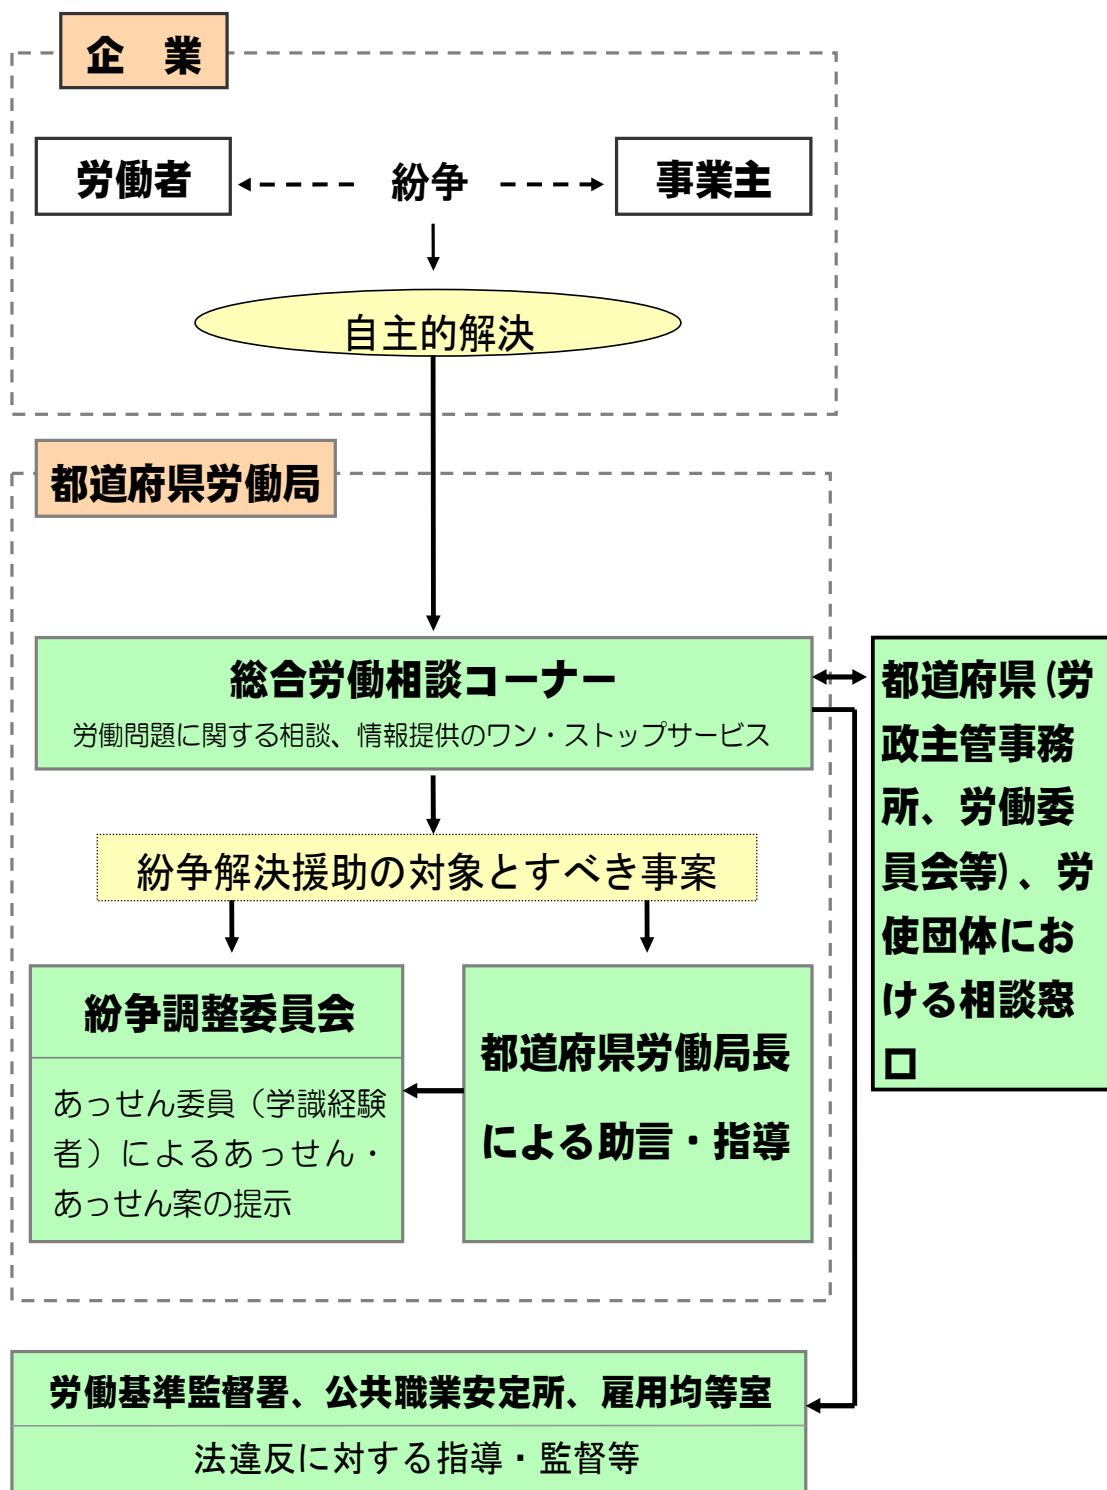 企　業
労働者
紛争
事業主
自主的解決
都道府県労働局
総合労働相談コーナー
労働問題に関する相談、情報提供のワン・ストップサービス
都道府県(労
政主管事務
所、労働委
員会等)、労
使団体にお
ける相談窓
口
紛争解決援助の対象とすべき事案
紛争調整委員会
あっせん委員（学識経験
者）によるあっせん・
あっせん案の提示
都道府県労働局長
による助言・指導
労働基準監督署、公共職業安定所、雇用均等室
法違反に対する指導・監督等